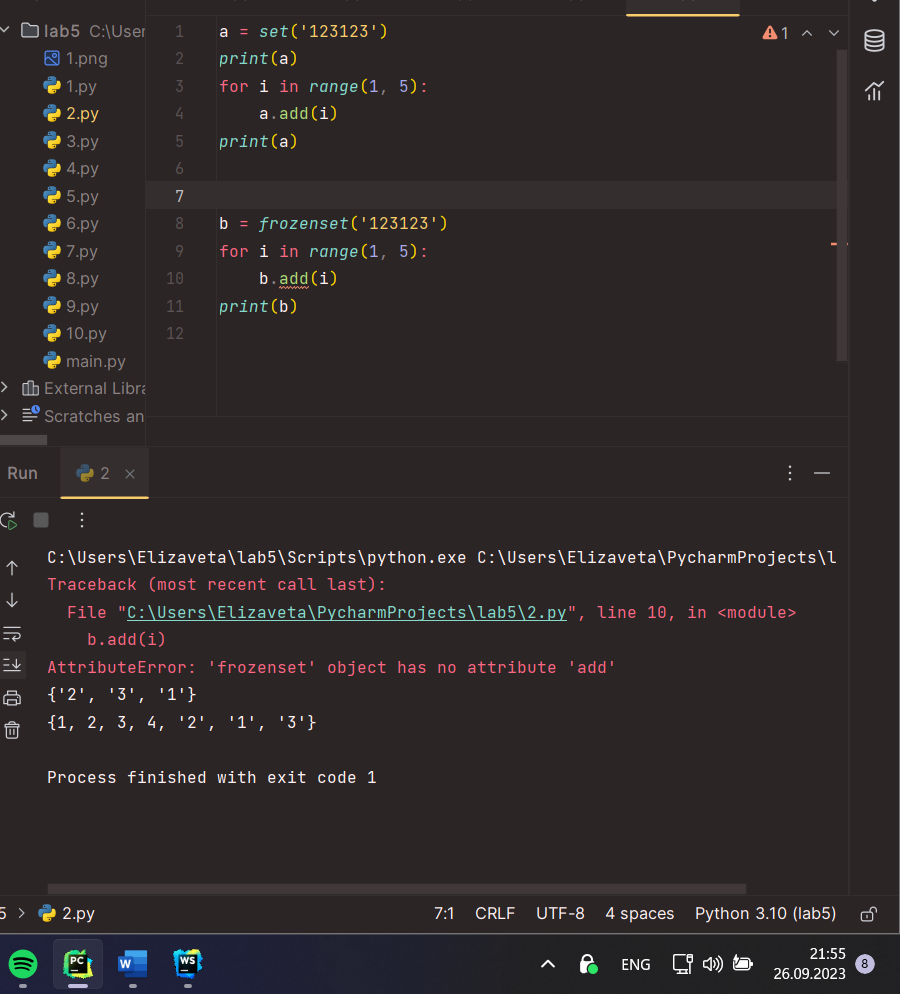 lab5 C:\User
1.png
1.py
2.py
3.py
4.py
5.py
6.py
7.py
8.py
9.py
10.py
main.py
External Libra
Scratches an
1 a = set('123123')
2 print(a)
3 for i in range(1, 5):
4 a.add(i)
5 print(a)
6
7
8 b = frozenset('123123')
9 for i in range(1, 5):
10 b.add(i)
11 print(b)
12
1
Run 2
C:\Users\Elizaveta\lab5\Scripts\python.exe C:\Users\Elizaveta\PycharmProjects\l
Traceback (most recent call last):
File "C:\Users\Elizaveta\PycharmProjects\lab5\2.py", line 10, in <module>
b.add(i)
AttributeError: 'frozenset' object has no attribute 'add'
{'2', '3', '1'}
{1, 2, 3, 4, '2', '1', '3'}
Process finished with exit code 1
5 > 2.py 7:1 CRLF UTF-8 4 spaces Python 3.10 (lab5)
PC W WS ENG 21:55 8
26.09.2023